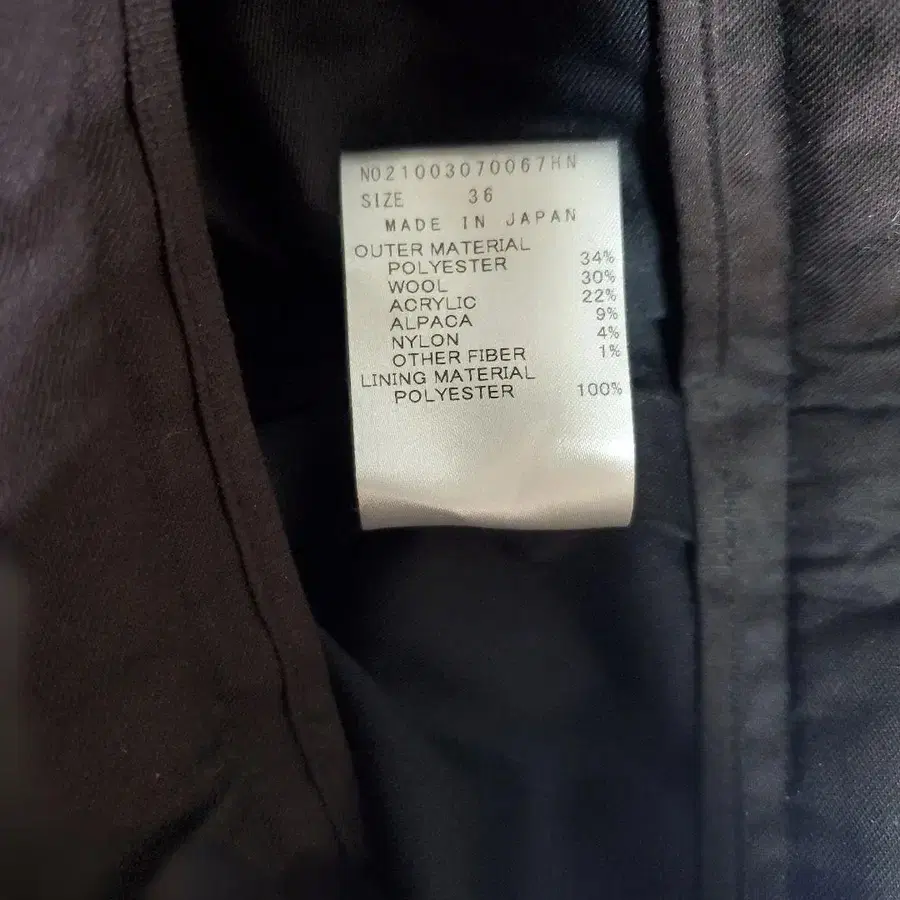 NO21003070067HN
SIZE 36
MADE IN JAPAN
OUTER MATERIAL
POLYESTER 34%
WOOL 30%
ACRYLIC 22%
ALPACA 9%
NYLON 4%
OTHER FIBER 1%
LINING MATERIAL
POLYESTER 100%